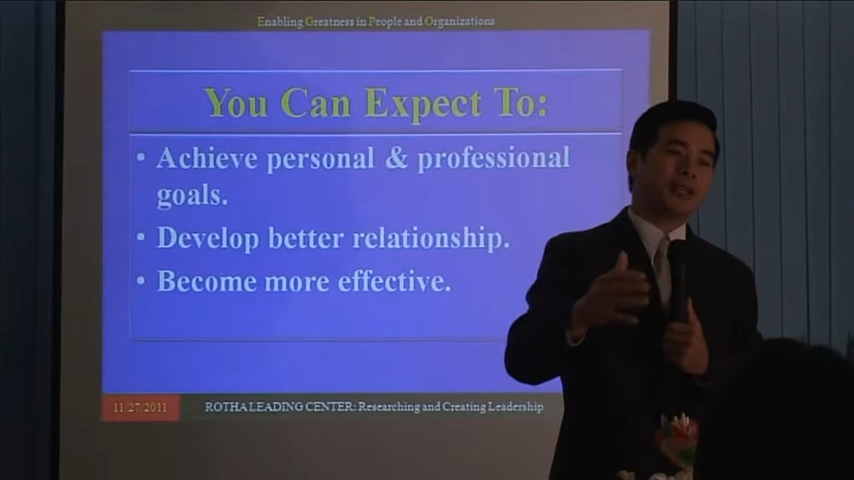 Enabling Greatness in People and Organizations
You Can Expect To:
• Achieve personal & professional
goals.
• Develop better relationship.
• Become more effective.
11/27/2011 ROTHA LEADING CENTER: Researching and Creating Leadership